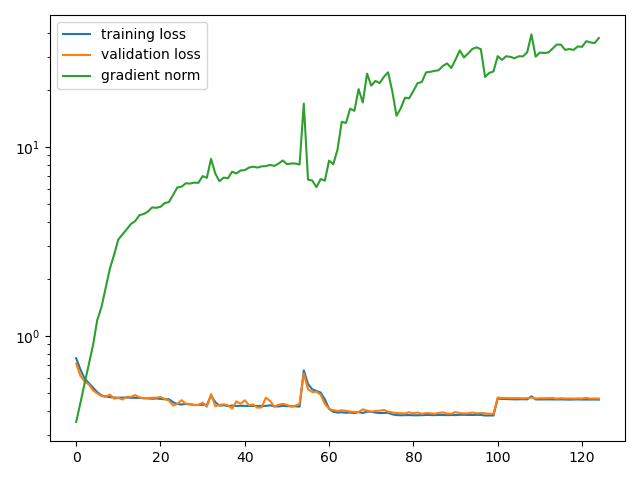 training loss
validation loss
gradient norm
10¹
10⁰
0 20 40 60 80 100 120